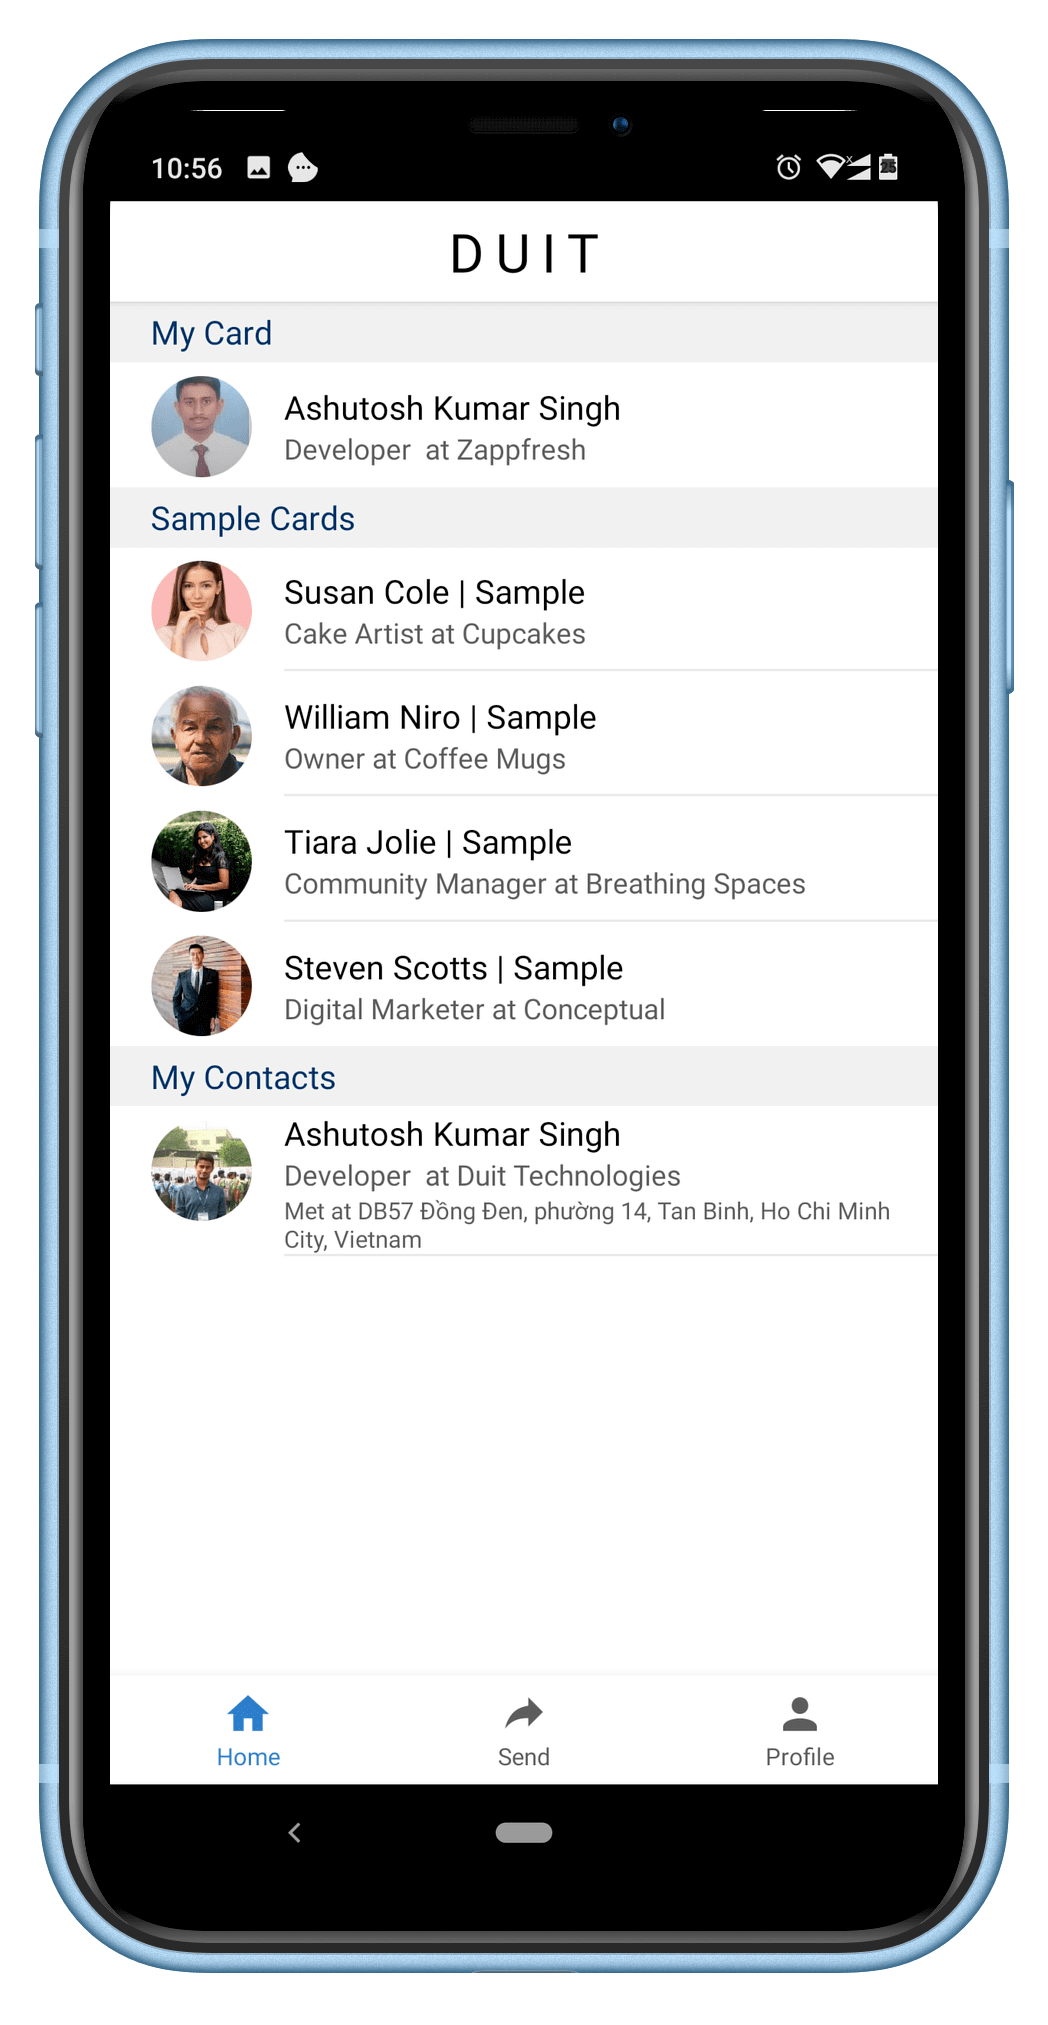 10:56
25
DUIT
My Card
Ashutosh Kumar Singh
Developer  at Zappfresh
Sample Cards
Susan Cole | Sample
Cake Artist at Cupcakes
William Niro | Sample
Owner at Coffee Mugs
Tiara Jolie | Sample
Community Manager at Breathing Spaces
Steven Scotts | Sample
Digital Marketer at Conceptual
My Contacts
Ashutosh Kumar Singh
Developer  at Duit Technologies
Met at DB57 Đồng Đen, phường 14, Tan Binh, Ho Chi Minh
City, Vietnam
Home
Send
Profile